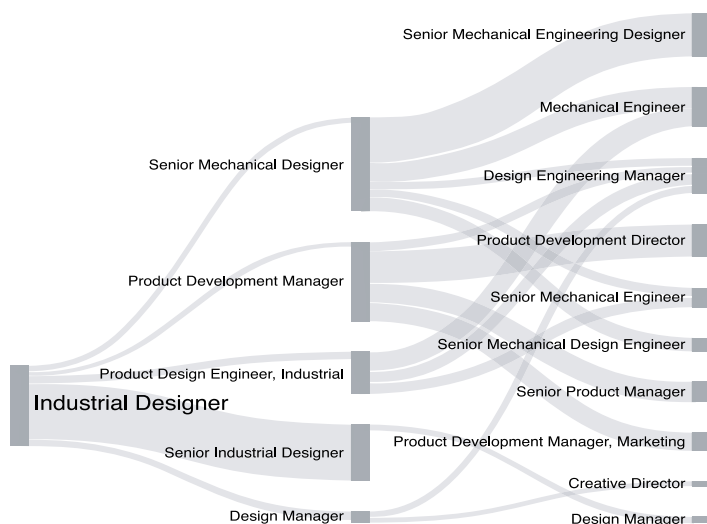 Senior Mechanical Engineering Designer
Mechanical Engineer
Senior Mechanical Designer
Design Engineering Manager
Product Development Director
Product Development Manager
Senior Mechanical Engineer
Senior Mechanical Design Engineer
Product Design Engineer, Industrial
Senior Product Manager
Industrial Designer
Product Development Manager, Marketing
Senior Industrial Designer
Creative Director
Design Manager
Design Manager